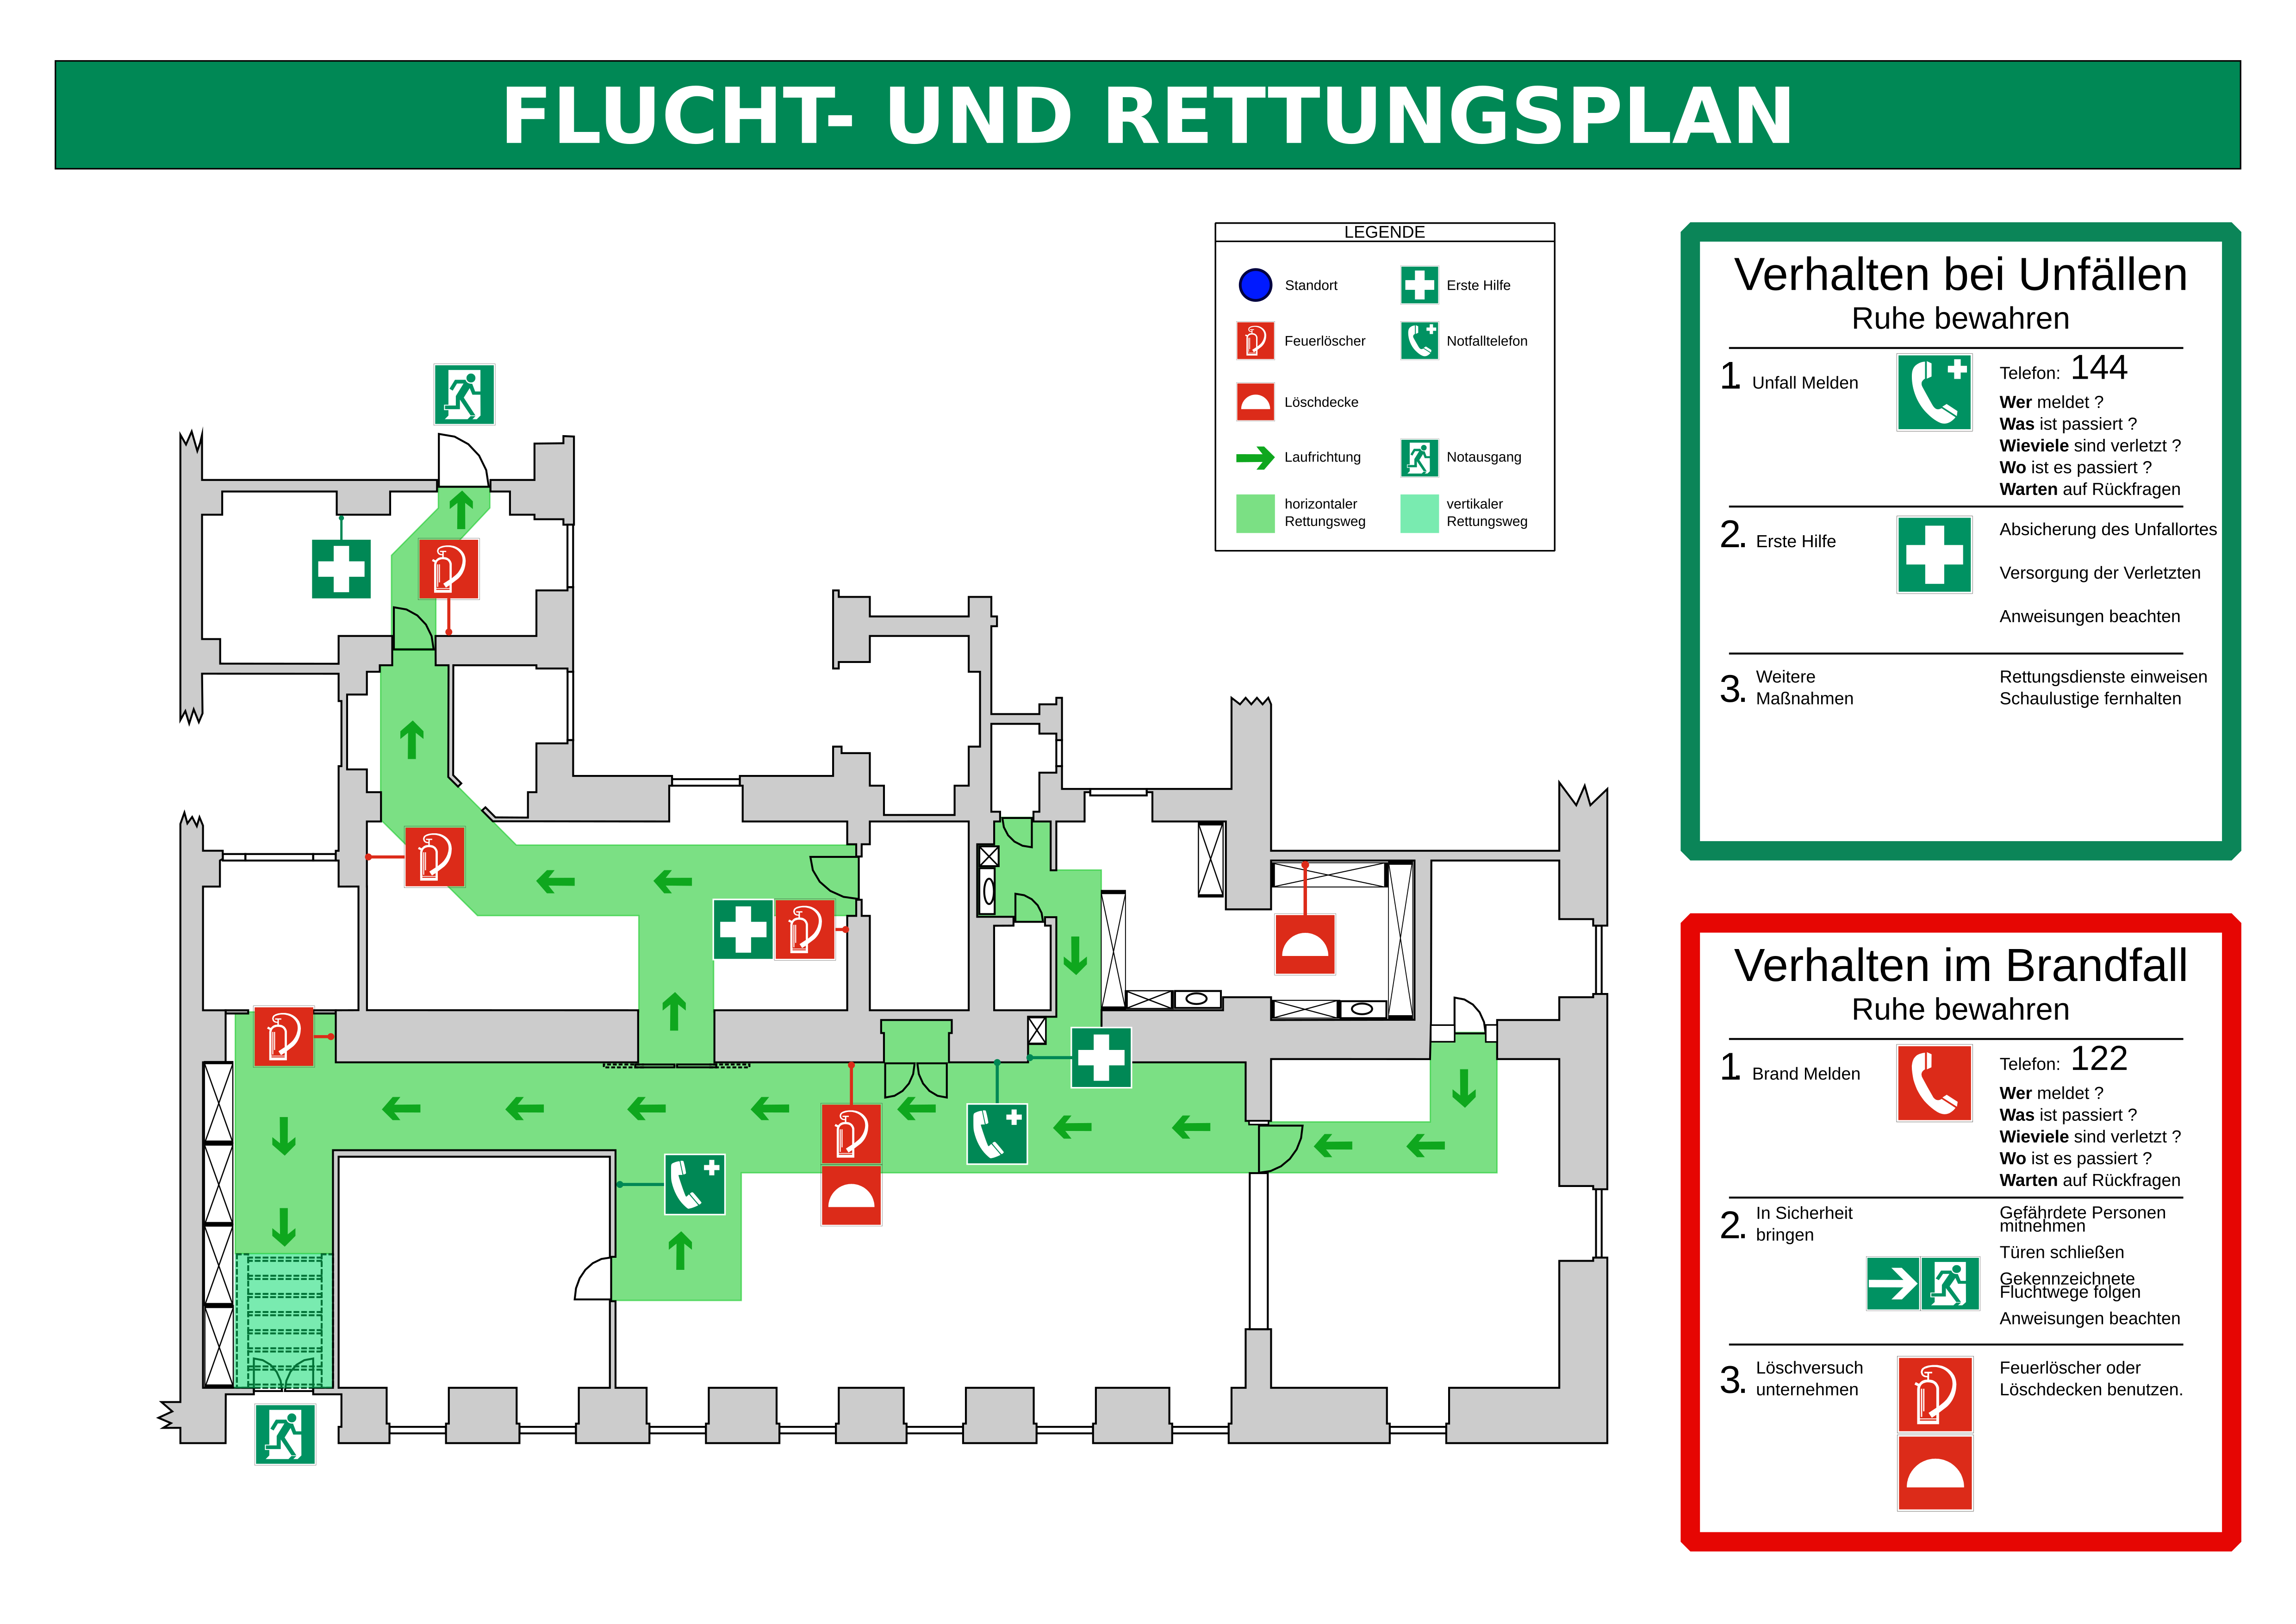 FLUCHT- UND RETTUNGSPLAN
LEGENDE
Standort
Erste Hilfe
Feuerlöscher
Notfalltelefon
Löschdecke
Laufrichtung
Notausgang
horizontaler
Rettungsweg
vertikaler
Rettungsweg
Verhalten bei Unfällen
Ruhe bewahren
1. Unfall Melden
Telefon: 144
Wer meldet ?
Was ist passiert ?
Wieviele sind verletzt ?
Wo ist es passiert ?
Warten auf Rückfragen
2. Erste Hilfe
Absicherung des Unfallortes
Versorgung der Verletzten
Anweisungen beachten
3. Weitere
Maßnahmen
Rettungsdienste einweisen
Schaulustige fernhalten
Verhalten im Brandfall
Ruhe bewahren
1. Brand Melden
Telefon: 122
Wer meldet ?
Was ist passiert ?
Wieviele sind verletzt ?
Wo ist es passiert ?
Warten auf Rückfragen
2. In Sicherheit
bringen
Gefährdete Personen
mitnehmen
Türen schließen
Gekennzeichnete
Fluchtwege folgen
Anweisungen beachten
3. Löschversuch
unternehmen
Feuerlöscher oder
Löschdecken benutzen.